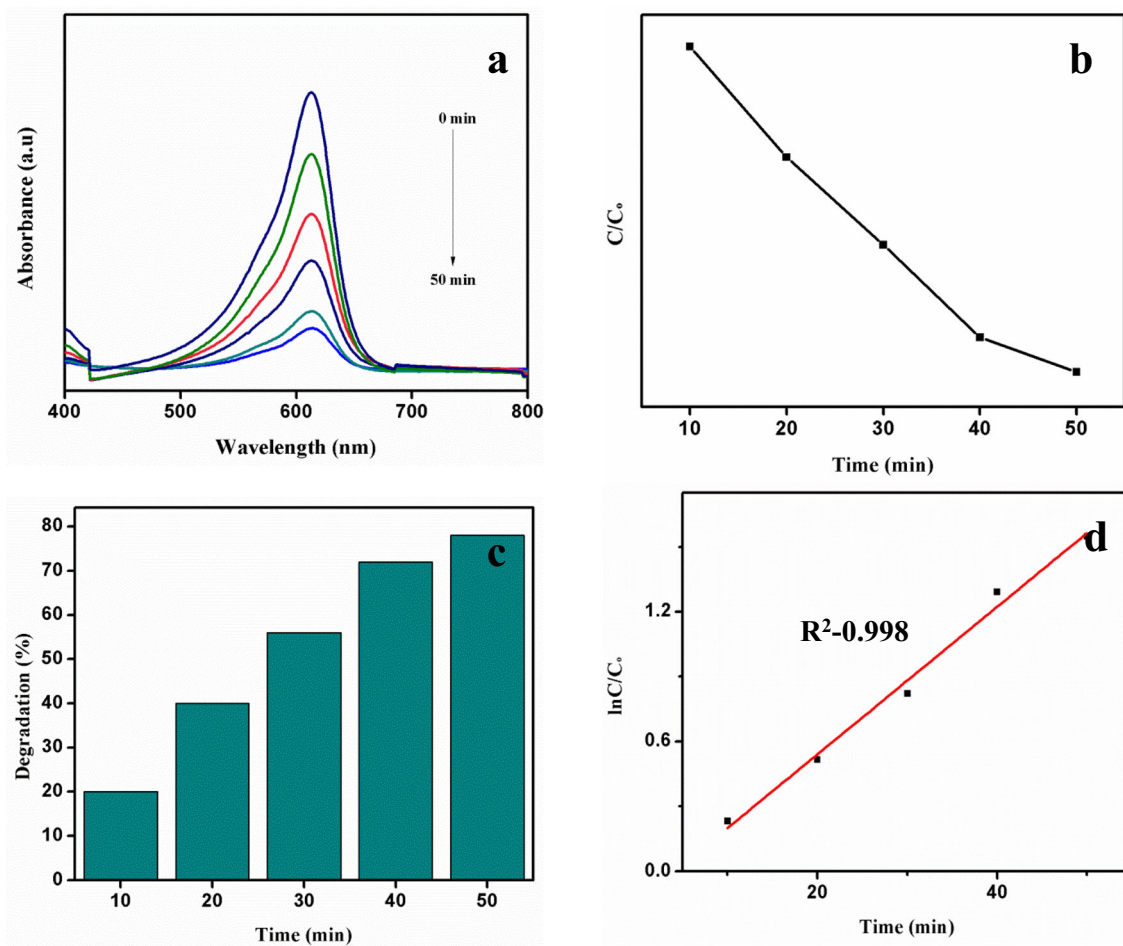 a
0 min
50 min
Absorbance (a.u)
400 500 600 700 800
Wavelength (nm)
b
C/C₀
10 20 30 40 50
Time (min)
c
80
70
60
50
40
30
20
10
0
Degradation (%)
10 20 30 40 50
Time (min)
d
R²-0.998
1.2
0.6
0.0
lnC/C₀
20 40
Time (min)